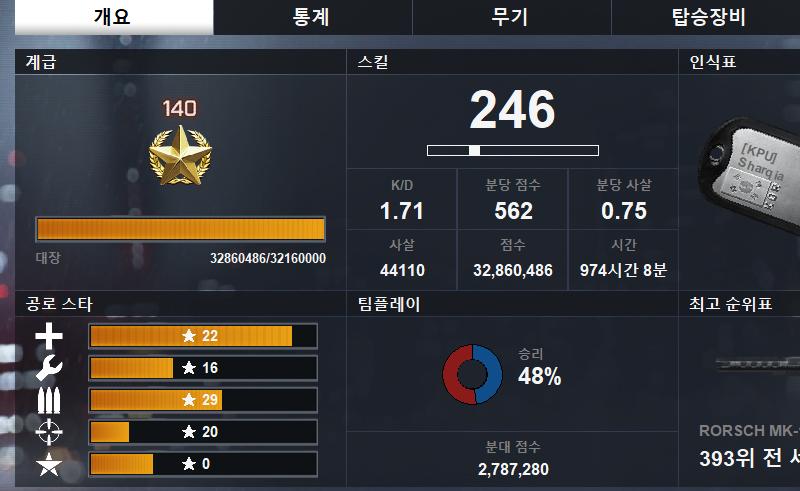 개요
통계
무기
탑승장비
계급
140
대장
32860486/32160000
스킬
246
K/D
1.71
분당 점수
562
분당 사살
0.75
사살
44110
점수
32,860,486
시간
974시간 8분
인식표
[KPU]
Shargia
공로 스타
22
16
29
20
0
팀플레이
승리
48%
분대 점수
2,787,280
최고 순위표
RORSCH MK-
393위 전